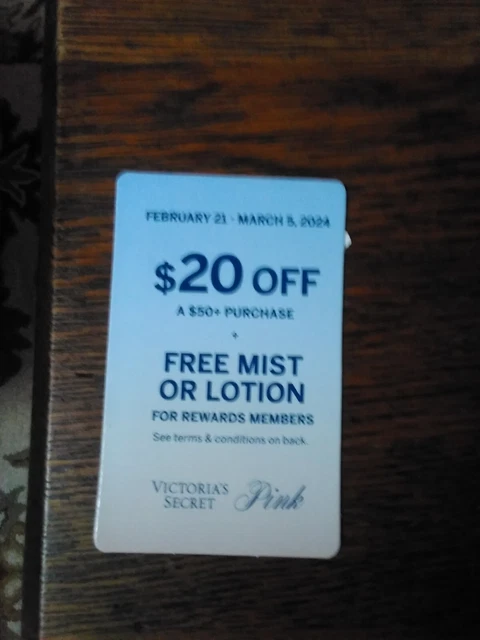 FEBRUARY 21 - MARCH 5, 2024
$20 OFF
A $50+ PURCHASE
+
FREE MIST
OR LOTION
FOR REWARDS MEMBERS
See terms & conditions on back.
VICTORIA'S
SECRET
Pink